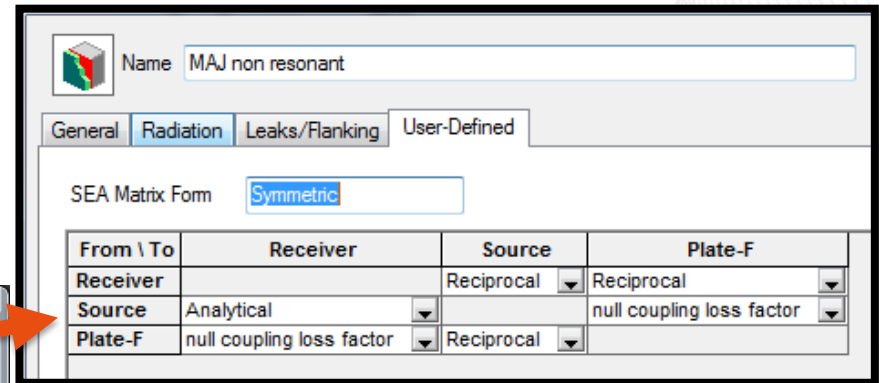 Name MAJ non resonant
General Radiation Leaks/Flanking User-Defined
SEA Matrix Form Symmetric
From \ To Receiver Source Plate-F
Receiver Reciprocal Reciprocal
Source Analytical null coupling loss factor
Plate-F null coupling loss factor Reciprocal